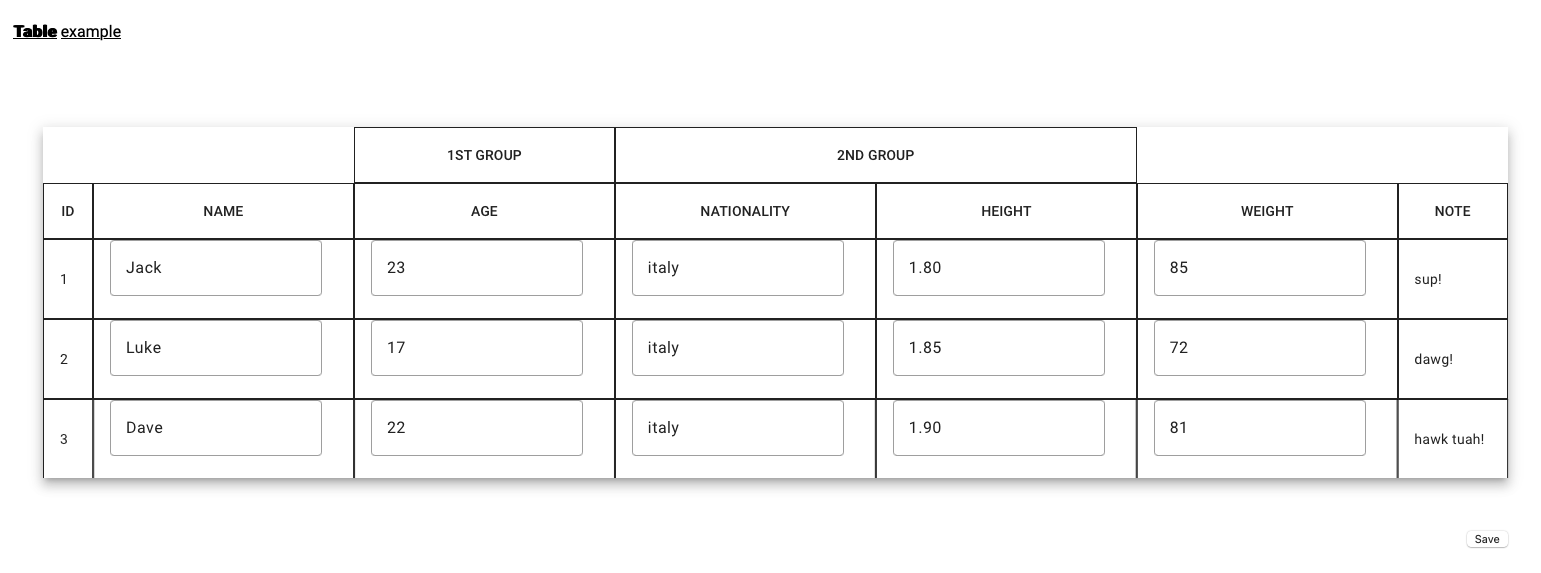 Table example
1ST GROUP 2ND GROUP
ID NAME AGE NATIONALITY HEIGHT WEIGHT NOTE
1 Jack 23 italy 1.80 85 sup!
2 Luke 17 italy 1.85 72 dawg!
3 Dave 22 italy 1.90 81 hawk tuah!
Save